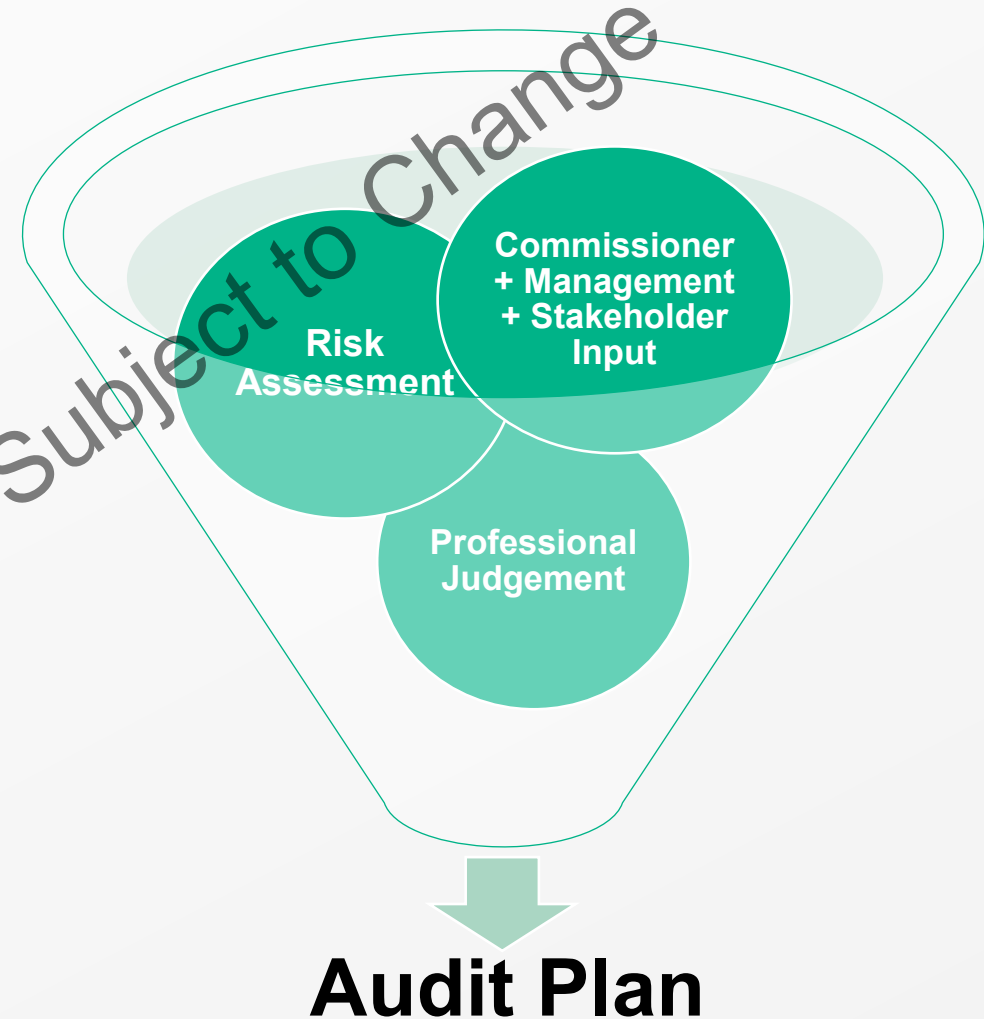 Subject to Change
Commissioner
+ Management
+ Stakeholder
Input
Risk
Assessment
Professional
Judgement
Audit Plan